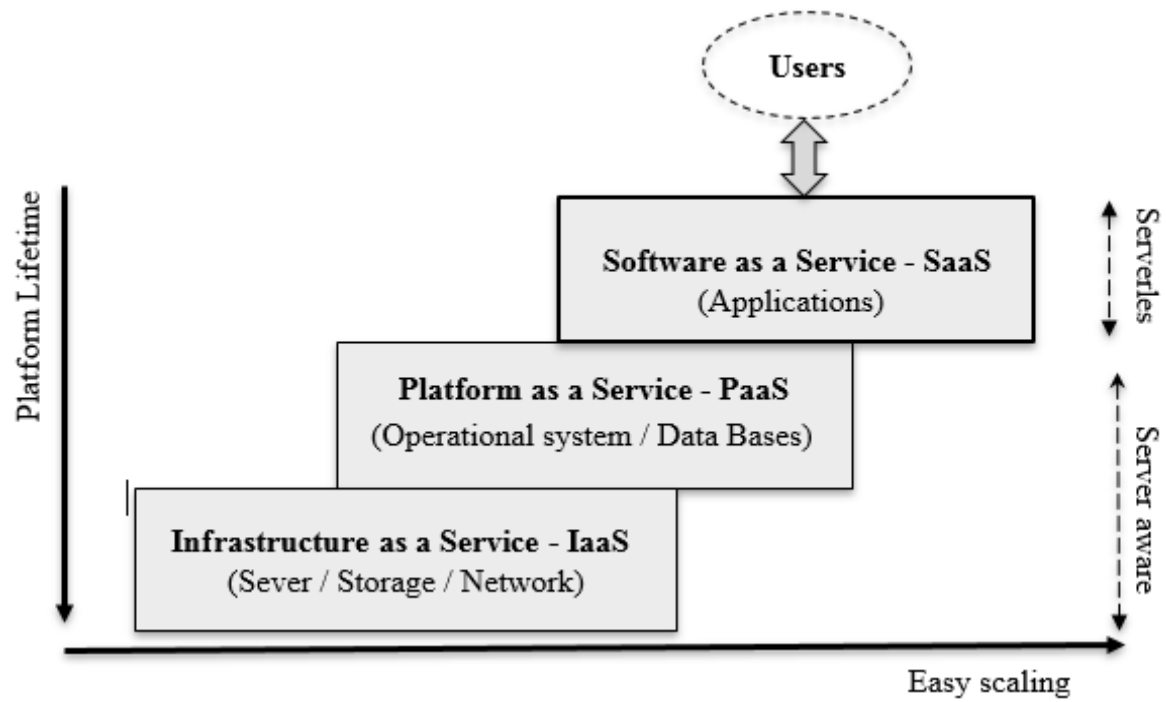 Users
Platform Lifetime
Software as a Service - SaaS
(Applications)
Serverles
Platform as a Service - PaaS
(Operational system / Data Bases)
Server aware
Infrastructure as a Service - IaaS
(Sever / Storage / Network)
Easy scaling